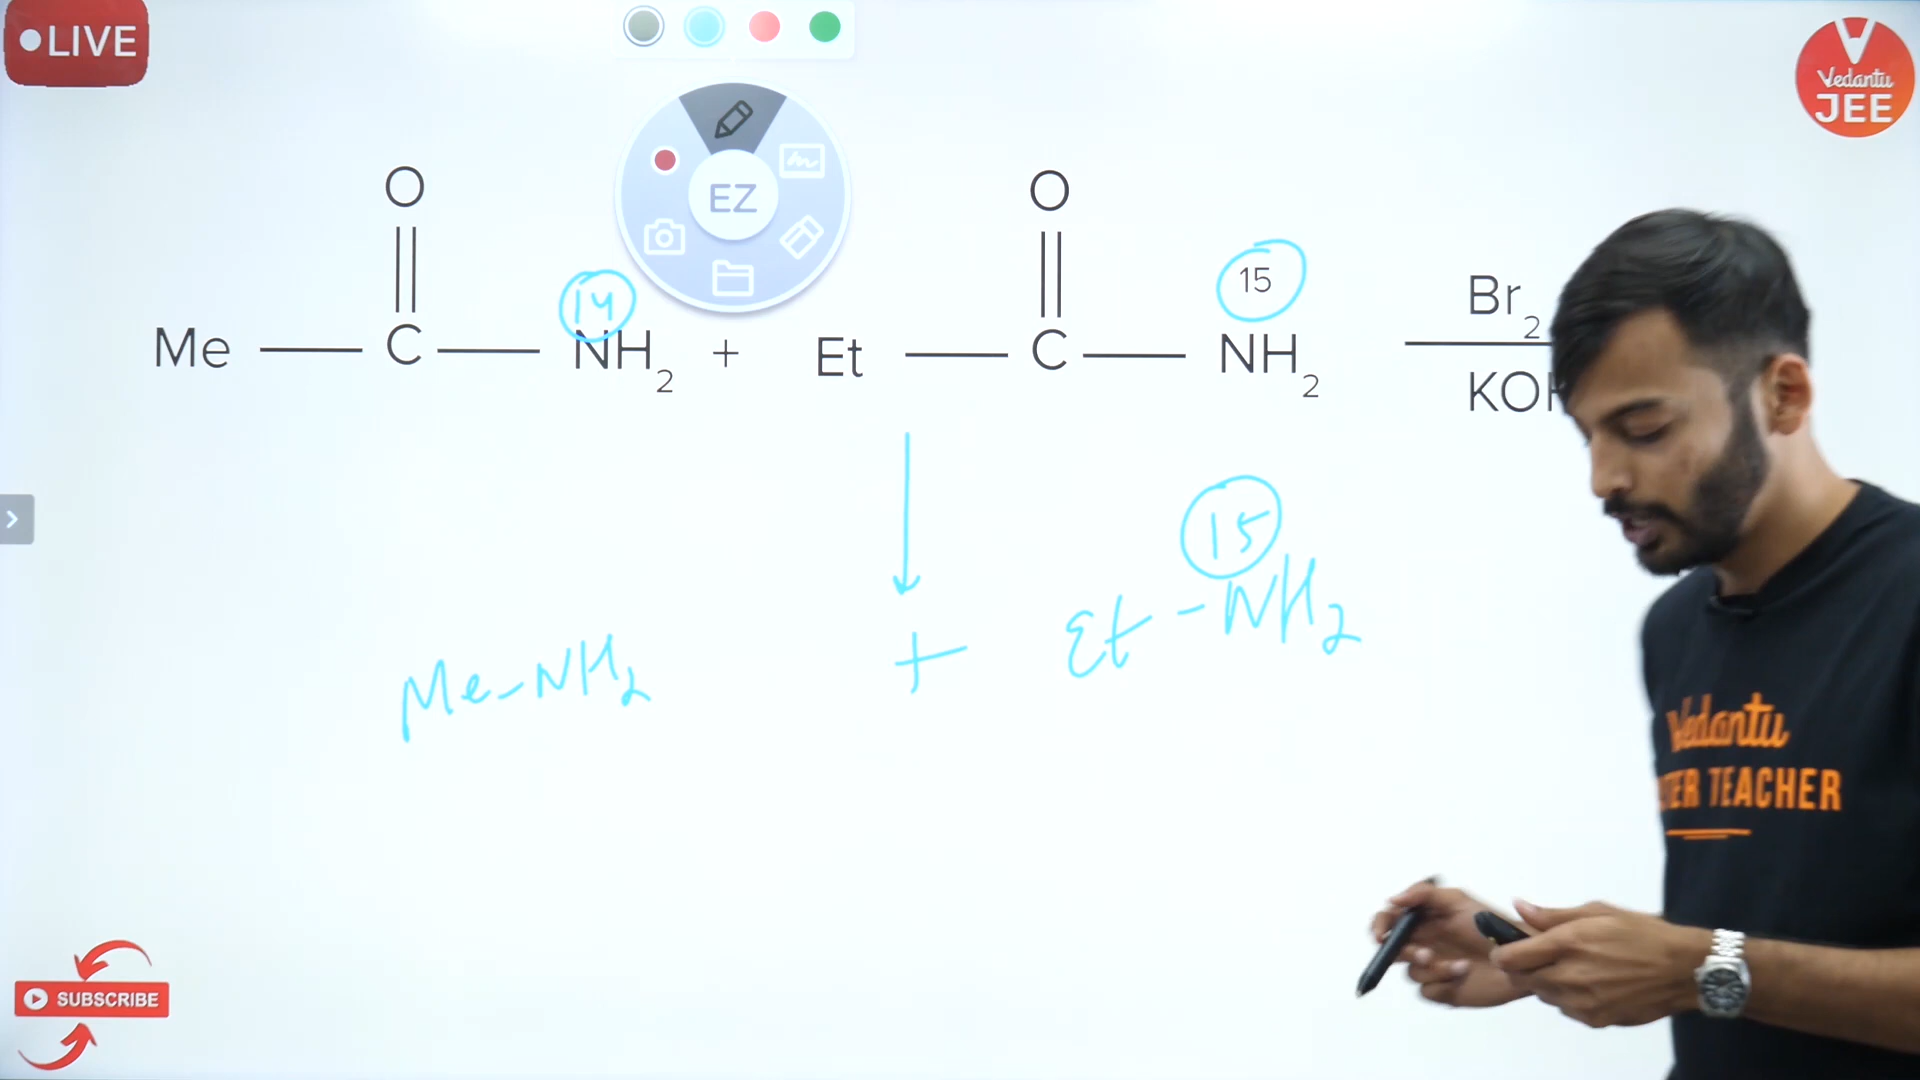 LIVE
Vedantu
JEE
EZ
O O
14 15
Me — C — NH2 + Et — C — NH2 Br2
KOH
15
Me-NH2 + Et-NH2
Vedantu
TEACHER
SUBSCRIBE